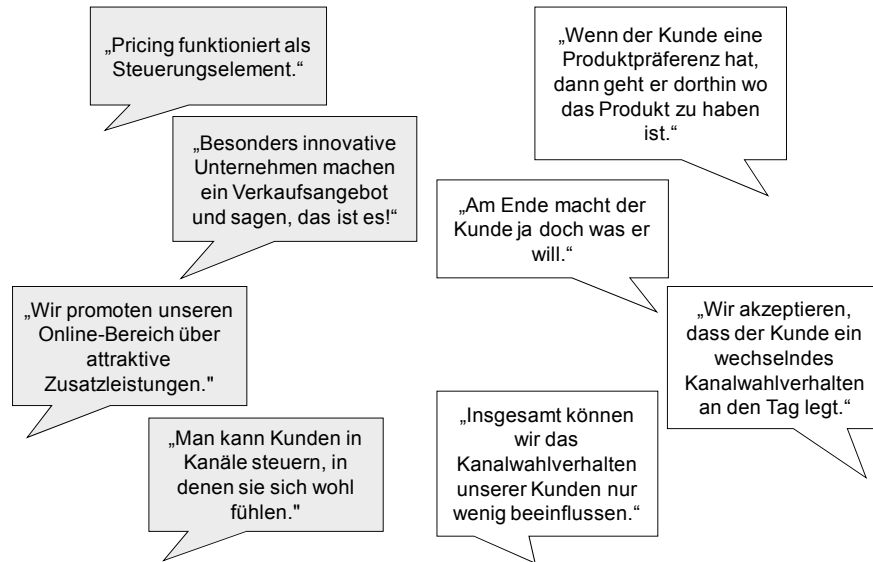 „Pricing funktioniert als
Steuerungselement.“
„Besonders innovative
Unternehmen machen
ein Verkaufsangebot
und sagen, das ist es!“
„Wir promoten unseren
Online-Bereich über
attraktive
Zusatzleistungen."
„Man kann Kunden in
Kanäle steuern, in
denen sie sich wohl
fühlen."
„Wenn der Kunde eine
Produktpräferenz hat,
dann geht er dorthin wo
das Produkt zu haben
ist.“
„Am Ende macht der
Kunde ja doch was er
will.“
„Wir akzeptieren,
dass der Kunde ein
wechselndes
Kanalwahlverhalten
an den Tag legt.“
„Insgesamt können
wir das
Kanalwahlverhalten
unserer Kunden nur
wenig beeinflussen.“